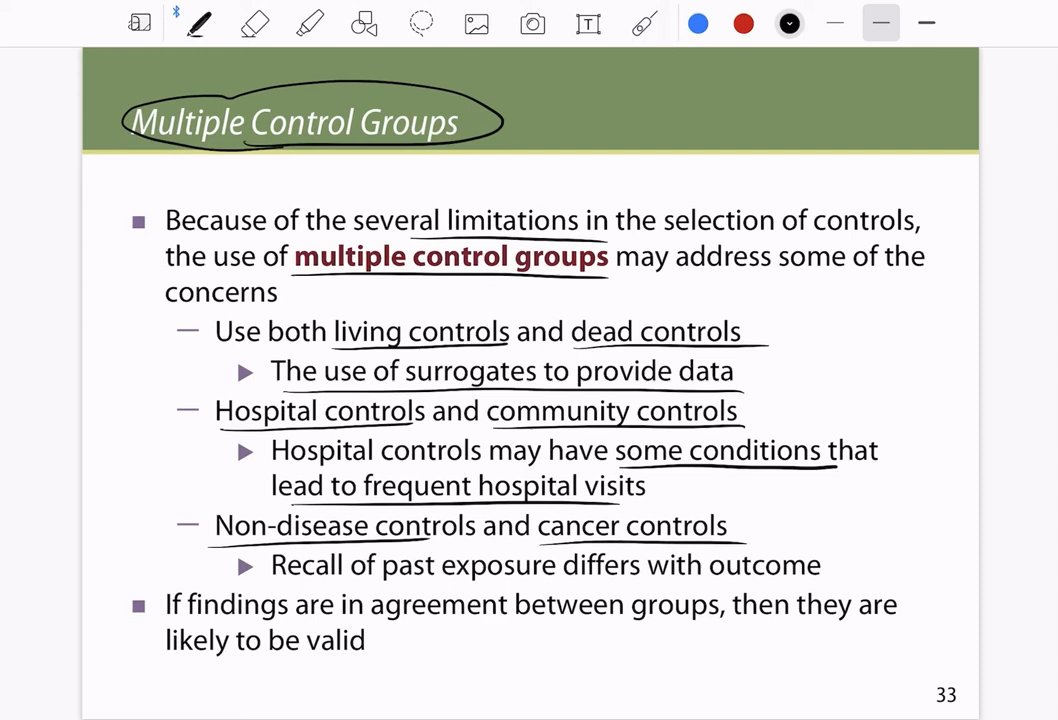 Multiple Control Groups
Because of the several limitations in the selection of controls,
the use of multiple control groups may address some of the
concerns
Use both living controls and dead controls
The use of surrogates to provide data
Hospital controls and community controls
Hospital controls may have some conditions that
lead to frequent hospital visits
Non-disease controls and cancer controls
Recall of past exposure differs with outcome
If findings are in agreement between groups, then they are
likely to be valid
33